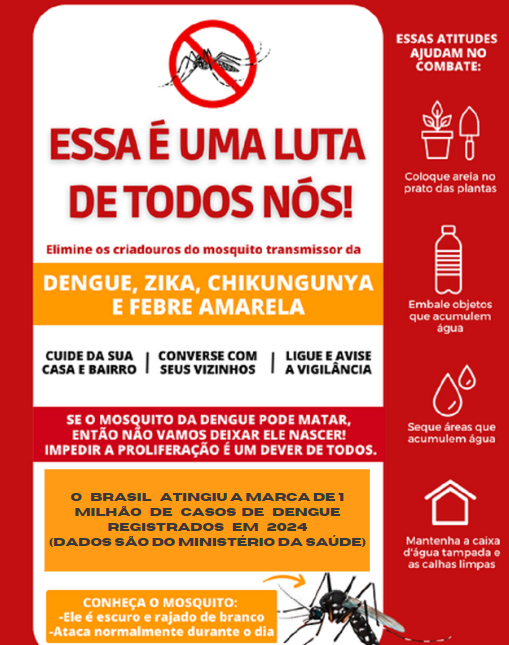 ESSA É UMA LUTA
DE TODOS NÓS!
Elimine os criadouros do mosquito transmissor da
DENGUE, ZIKA, CHIKUNGUNYA
E FEBRE AMARELA
CUIDE DA SUA
CASA E BAIRRO
CONVERSE COM
SEUS VIZINHOS
LIGUE E AVISE
A VIGILÂNCIA
SE O MOSQUITO DA DENGUE PODE MATAR,
ENTÃO NÃO VAMOS DEIXAR ELE NASCER!
IMPEDIR A PROLIFERAÇÃO É UM DEVER DE TODOS.
O BRASIL ATINGIU A MARCA DE 1
MILHÃO DE CASOS DE DENGUE
REGISTRADOS EM 2024
(DADOS SÃO DO MINISTÉRIO DA SAÚDE)
CONHEÇA O MOSQUITO:
-Ele é escuro e rajado de branco
-Ataca normalmente durante o dia
ESSAS ATITUDES
AJUDAM NO
COMBATE:
Coloque areia no
prato das plantas
Embale objetos
que acumulem
água
Seque áreas que
acumulem água
Mantenha a caixa
d'água tampada e
as calhas limpas